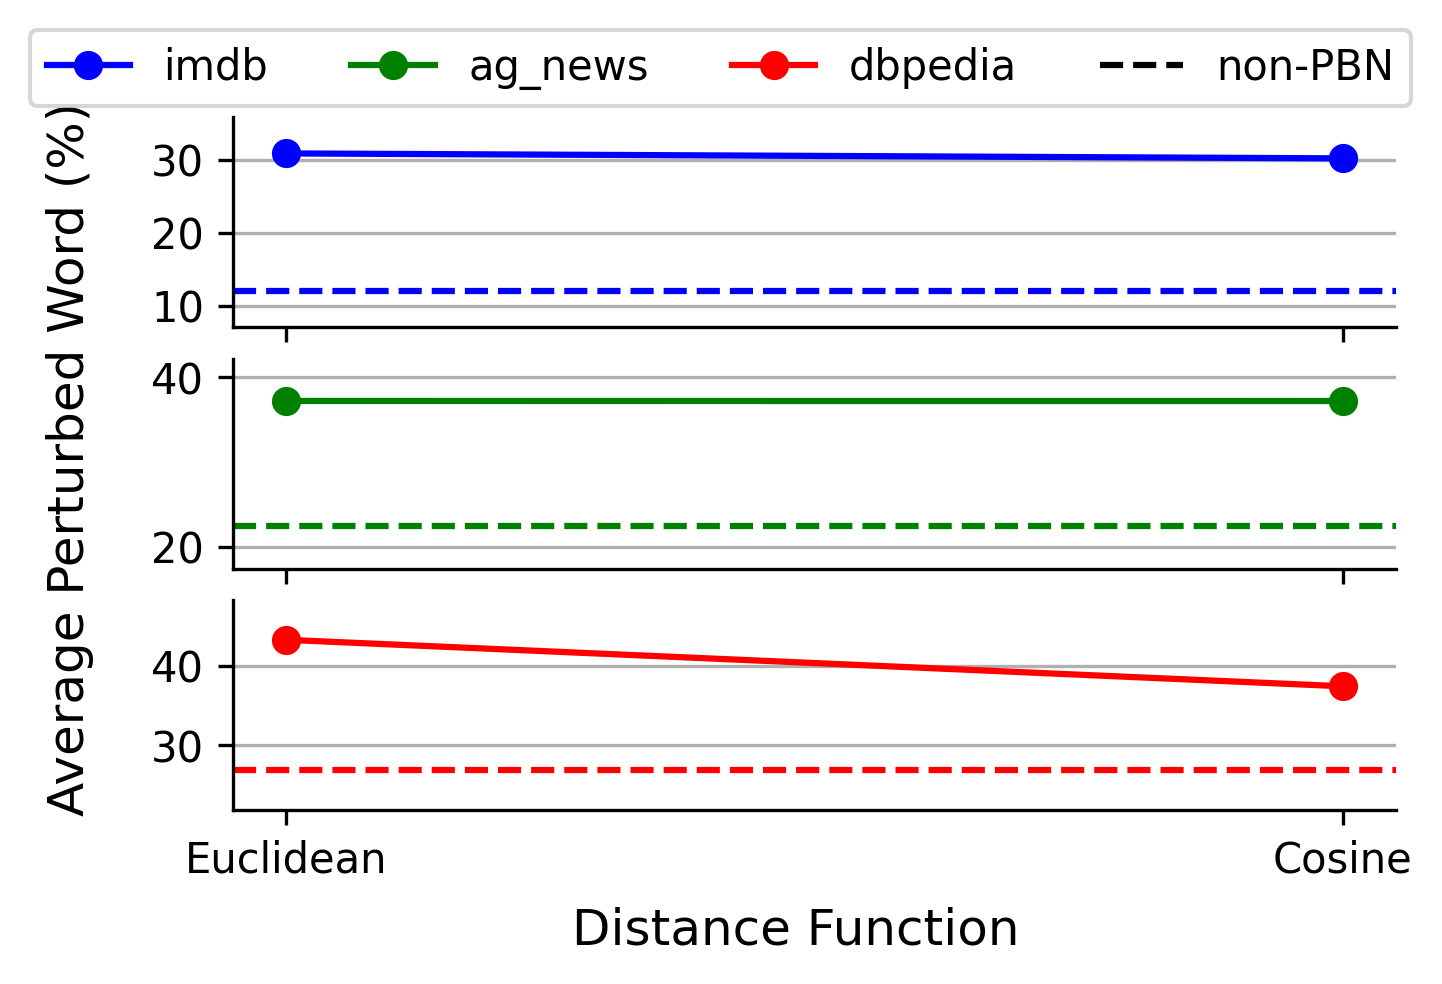 imdb ag_news dbpedia non-PBN
Average Perturbed Word (%)
30
20
10
40
20
40
30
Euclidean Cosine
Distance Function